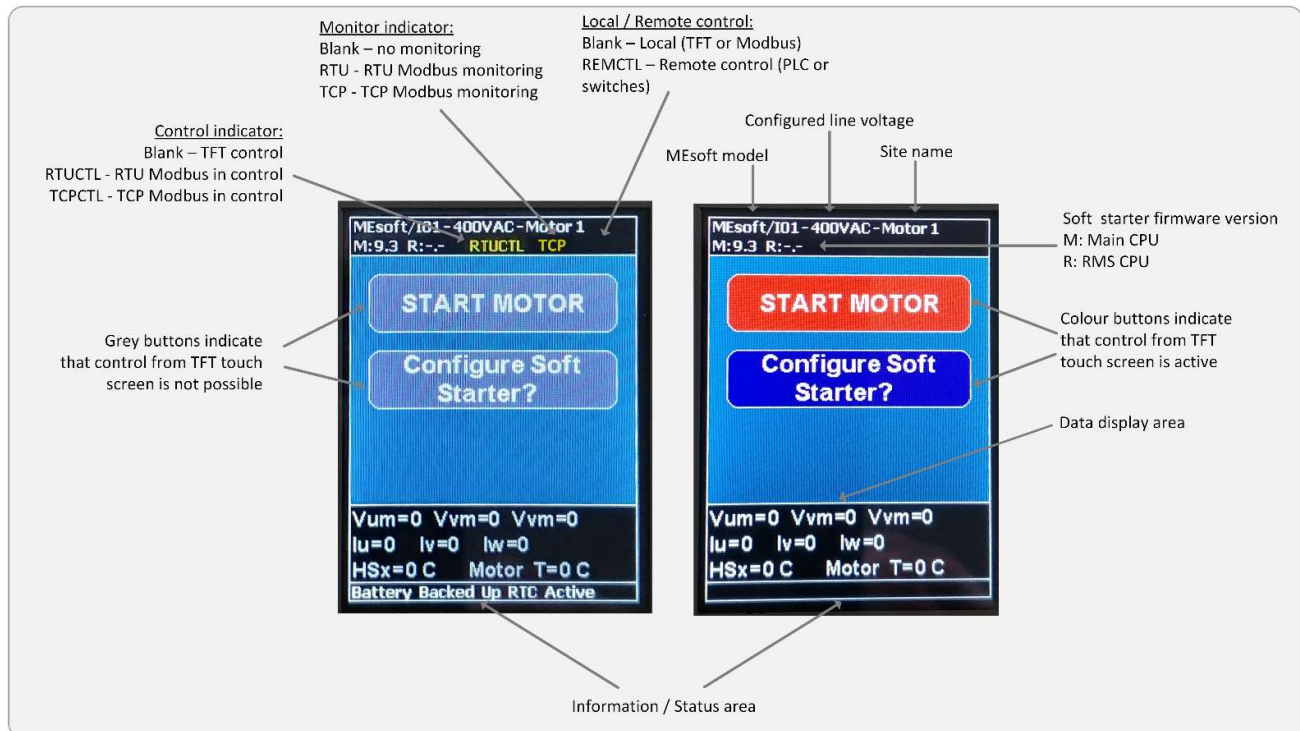 Monitor indicator:
Blank – no monitoring
RTU - RTU Modbus monitoring
TCP - TCP Modbus monitoring
Local / Remote control:
Blank – Local (TFT or Modbus)
REMCTL – Remote control (PLC or
switches)
Control indicator:
Blank – TFT control
RTUCTL - RTU Modbus in control
TCPCTL - TCP Modbus in control
Configured line voltage
MEsoft model
Site name
Soft starter firmware version
M: Main CPU
R: RMS CPU
MEsoft/I01-400VAC-Motor 1
M:9.3 R:-.- RTUCTL TCP
START MOTOR
Configure Soft
Starter?
Vum=0 Vvm=0 Vvm=0
Iu=0 Iv=0 Iw=0
HSx=0 C Motor T=0 C
Battery Backed Up RTC Active
Grey buttons indicate
that control from TFT touch
screen is not possible
MEsoft/I01-400VAC-Motor 1
M:9.3 R:-.-
START MOTOR
Configure Soft
Starter?
Vum=0 Vvm=0 Vvm=0
Iu=0 Iv=0 Iw=0
HSx=0 C Motor T=0 C
Colour buttons indicate
that control from TFT
touch screen is active
Data display area
Information / Status area